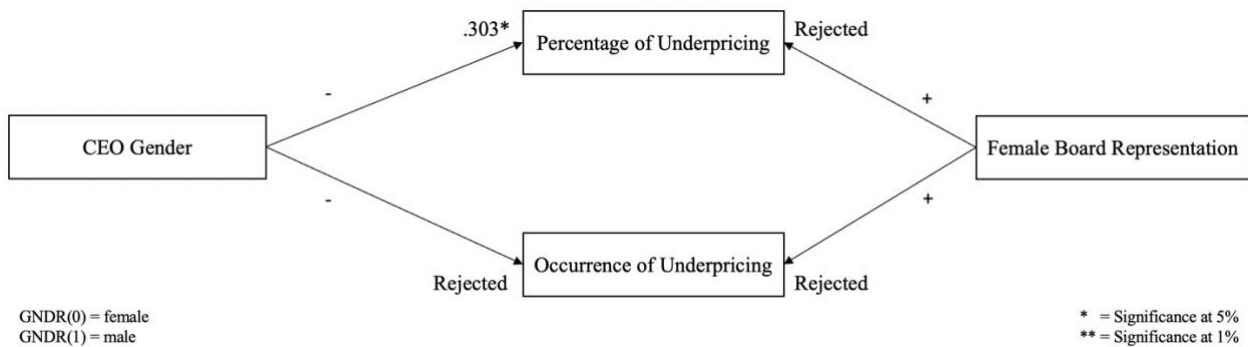 .303*
Percentage of Underpricing
Rejected
-
+
CEO Gender
Female Board Representation
-
+
Occurrence of Underpricing
Rejected
Rejected
GNDR(0) = female
GNDR(1) = male
* = Significance at 5%
** = Significance at 1%